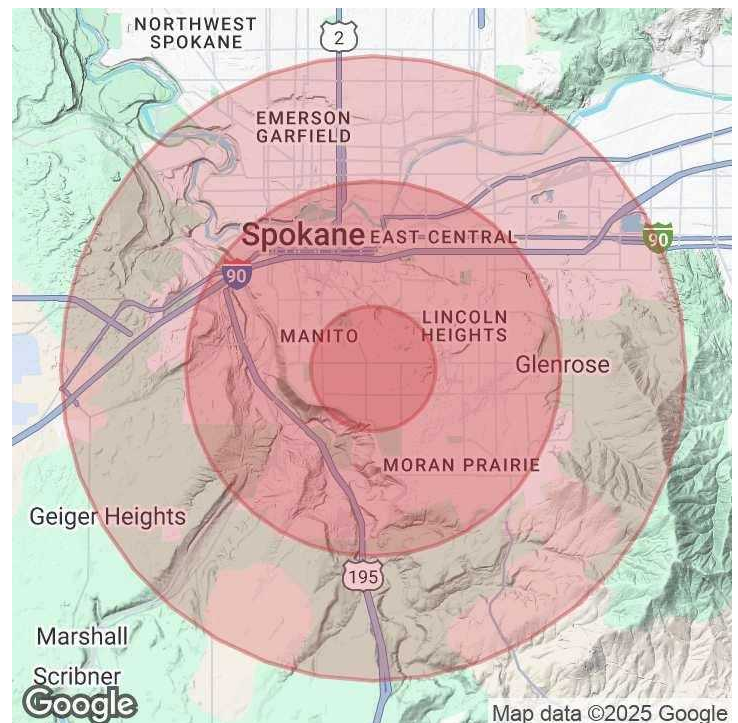 NORTHWEST
SPOKANE
2
EMERSON
GARFIELD
Spokane
EAST CENTRAL
90
90
MANITO
LINCOLN
HEIGHTS
Glenrose
MORAN PRAIRIE
Geiger Heights
195
Marshall
Scribner
Google
Map data ©2025 Google